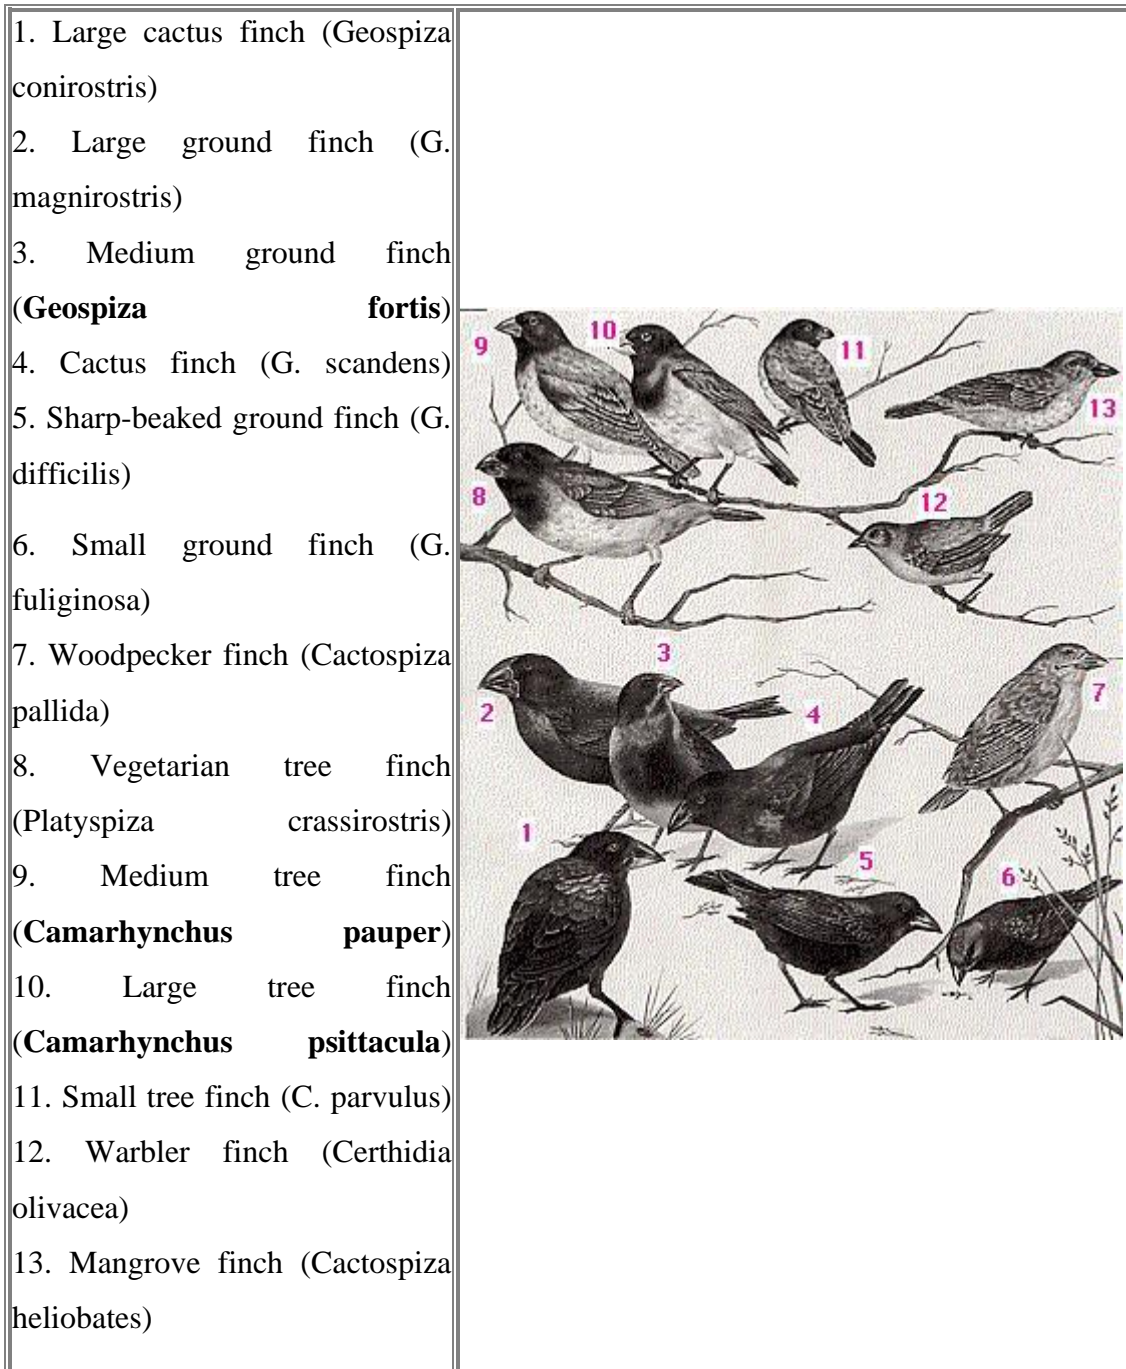 1. Large cactus finch (Geospiza
conirostris)
2. Large ground finch (G.
magnirostris)
3. Medium ground finch
(Geospiza fortis)
4. Cactus finch (G. scandens)
5. Sharp-beaked ground finch (G.
difficilis)
6. Small ground finch (G.
fuliginosa)
7. Woodpecker finch (Cactospiza
pallida)
8. Vegetarian tree finch
(Platyspiza crassirostris)
9. Medium tree finch
(Camarhynchus pauper)
10. Large tree finch
(Camarhynchus psittacula)
11. Small tree finch (C. parvulus)
12. Warbler finch (Certhidia
olivacea)
13. Mangrove finch (Cactospiza
heliobates)
9 10 11
13
8 12
3
2 4 7
1
5 6